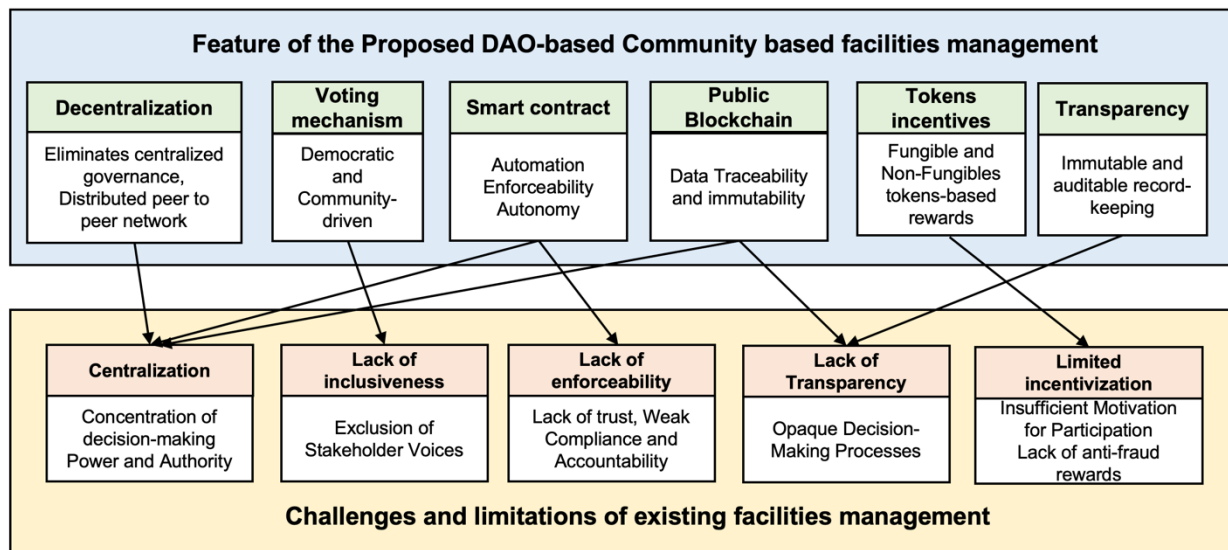 Feature of the Proposed DAO-based Community based facilities management
Decentralization
Eliminates centralized
governance,
Distributed peer to
peer network
Voting
mechanism
Democratic
and
Community-
driven
Smart contract
Automation
Enforceability
Autonomy
Public
Blockchain
Data Traceability
and immutability
Tokens
incentives
Fungible and
Non-Fungibles
tokens-based
rewards
Transparency
Immutable and
auditable record-
keeping
Centralization
Concentration of
decision-making
Power and Authority
Lack of
inclusiveness
Exclusion of
Stakeholder Voices
Lack of
enforceability
Lack of trust, Weak
Compliance and
Accountability
Lack of
Transparency
Opaque Decision-
Making Processes
Limited
incentivization
Insufficient Motivation
for Participation
Lack of anti-fraud
rewards
Challenges and limitations of existing facilities management